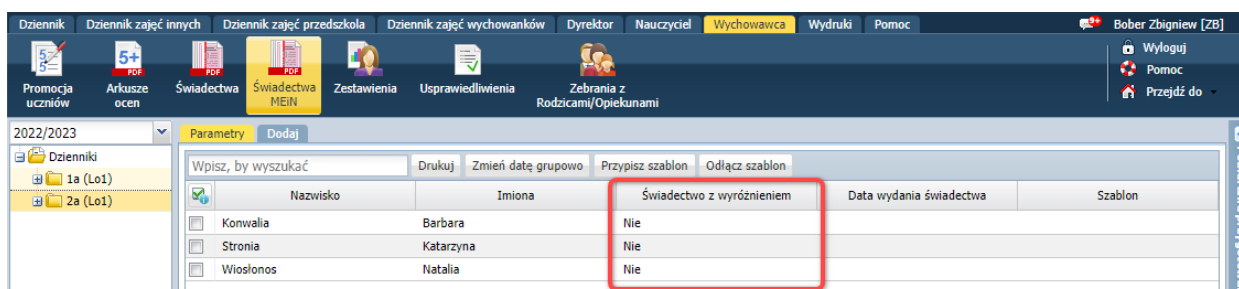 Dziennik Dziennik zajęć innych Dziennik zajęć przedszkola Dziennik zajęć wychowanków Dyrektor Nauczyciel Wychowawca Wydruki Pomoc 9+ Bober Zbigniew [ZB]
Promocja uczniów
Arkusze ocen
Świadectwa
Świadectwa MEiN
Zestawienia
Usprawiedliwienia
Zebrania z Rodzicami/Opiekunami
Wyloguj
Pomoc
Przejdź do
2022/2023
Parametry Dodaj
Dzienniki
1a (Lo1)
2a (Lo1)
Wpisz, by wyszukać Drukuj Zmień datę grupowo Przypisz szablon Odłącz szablon
Nazwisko Imiona Świadectwo z wyróżnieniem Data wydania świadectwa Szablon
Konwalia Barbara Nie
Stronia Katarzyna Nie
Wiosłonos Natalia Nie